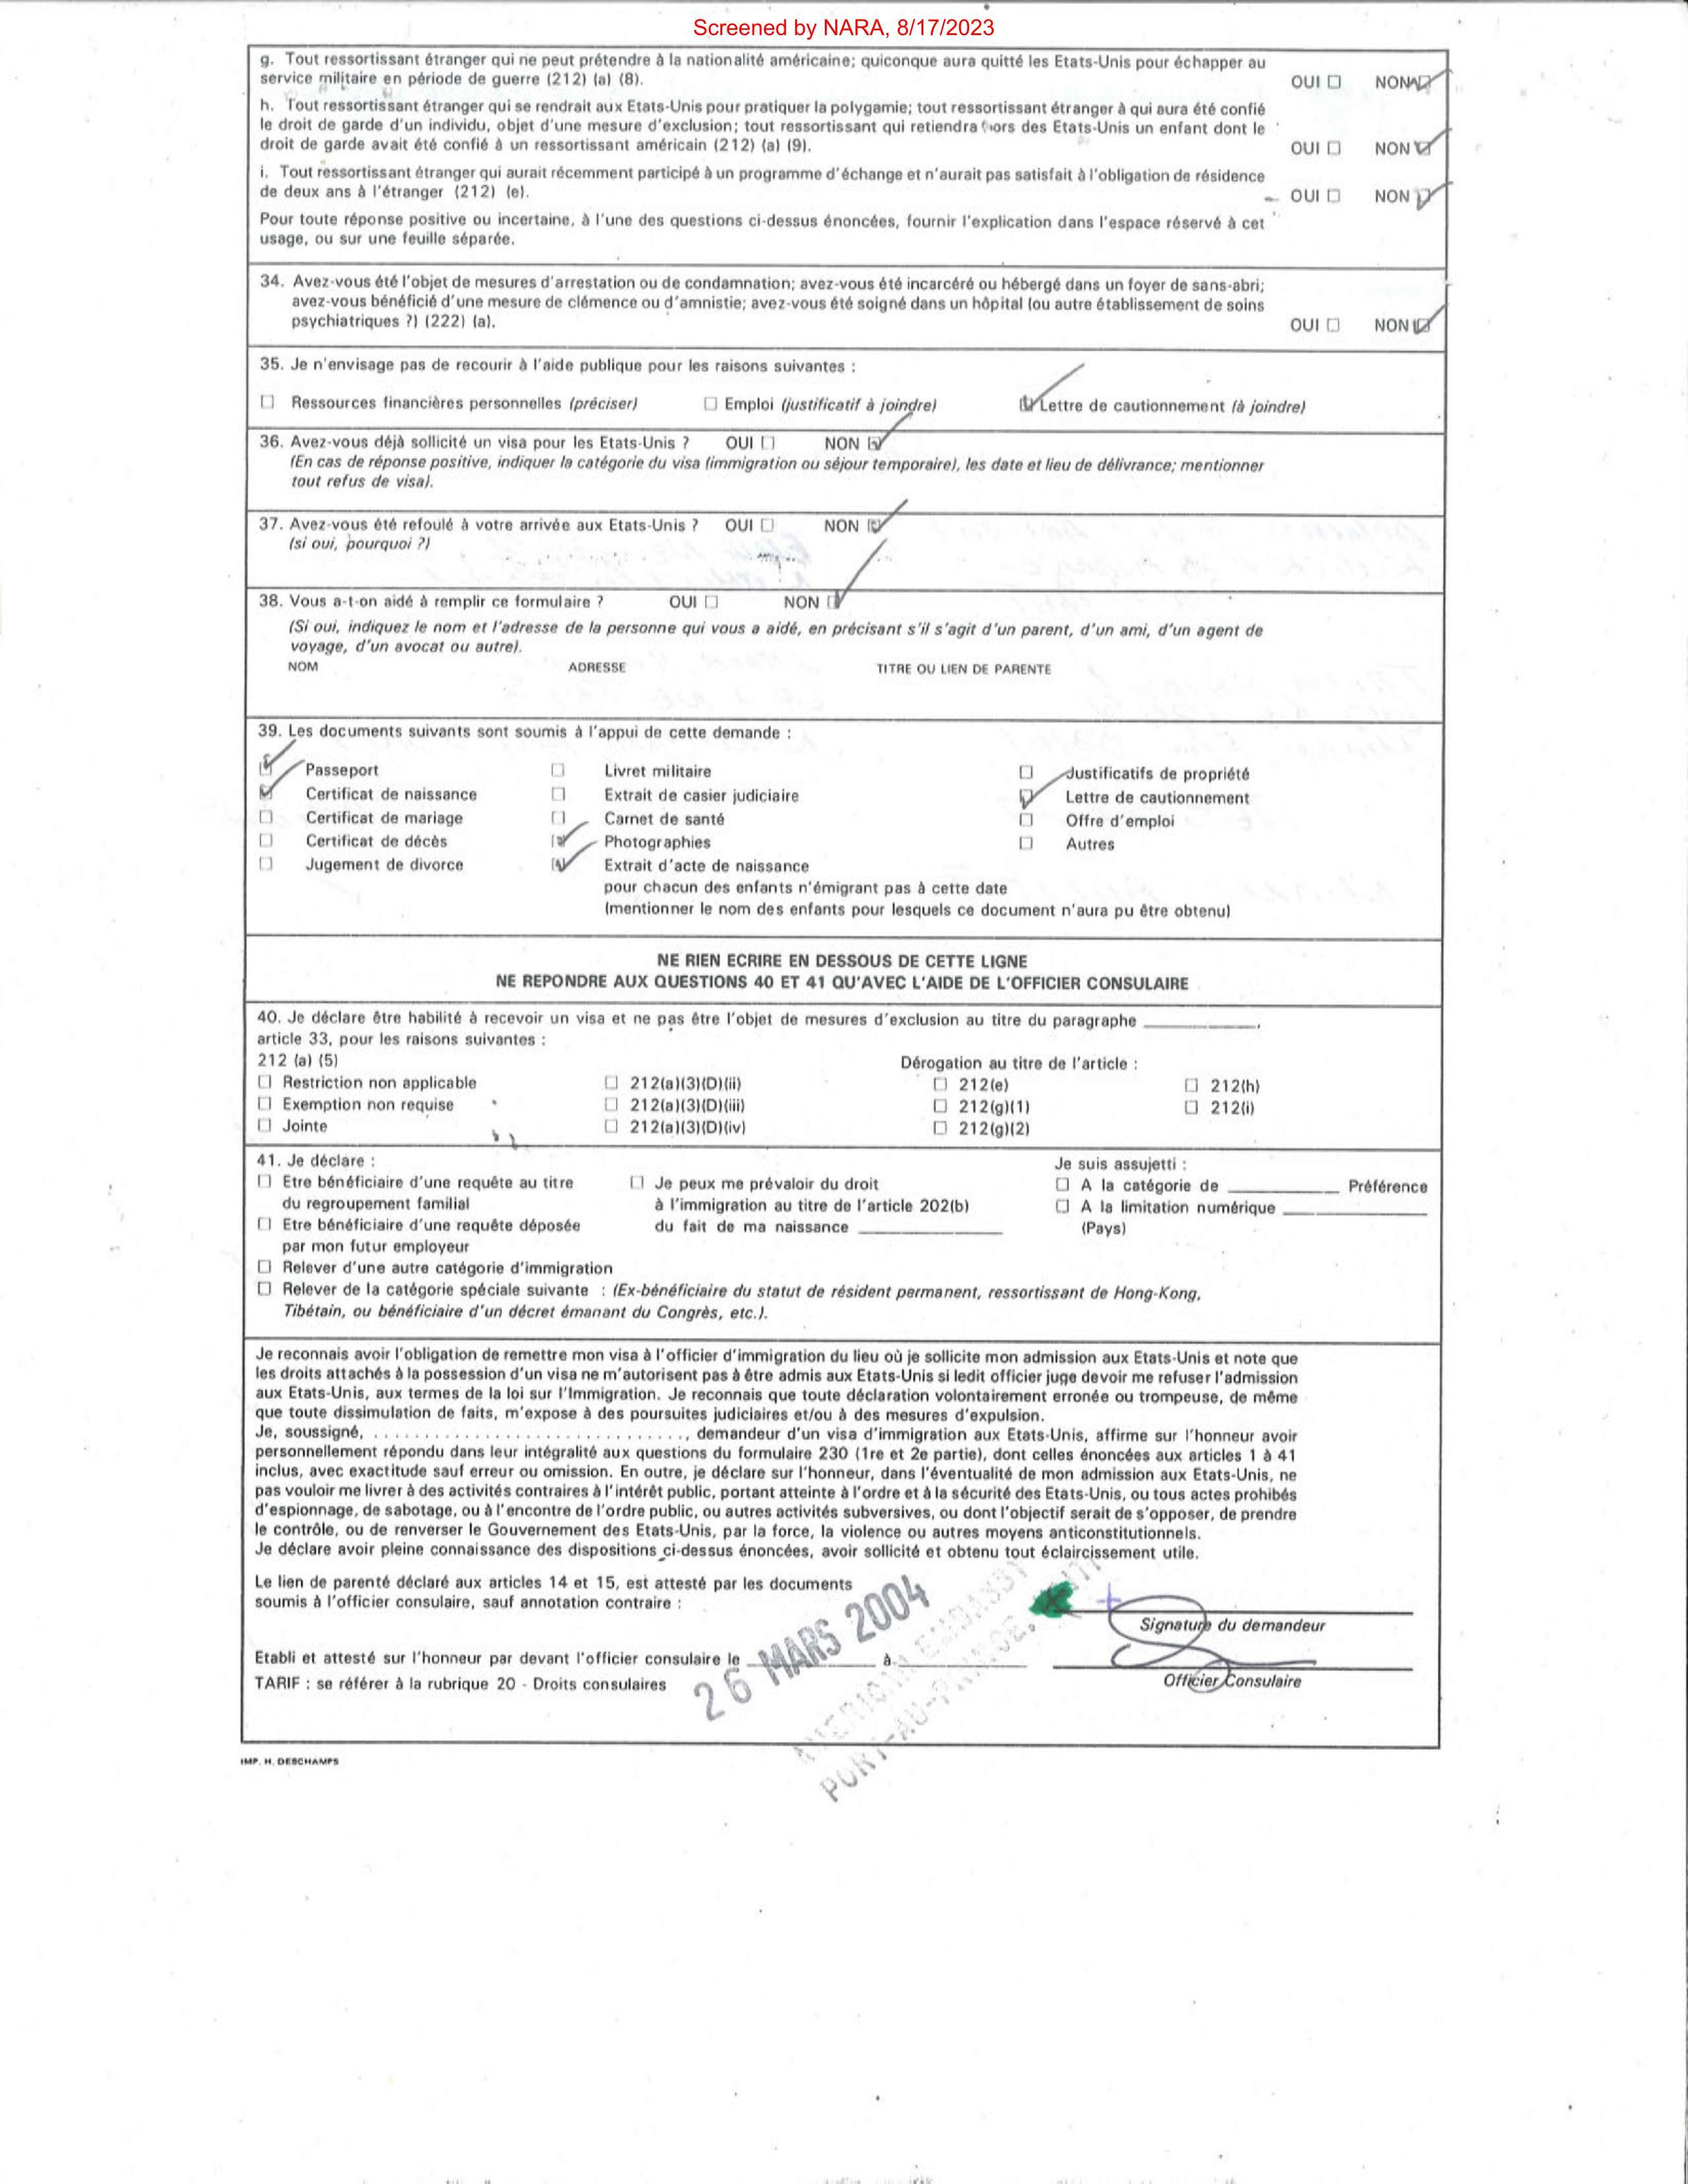 Screened by NARA, 8/17/2023
g. Tout ressortissant étranger qui ne peut prétendre à la nationalité américaine; quiconque aura quitté les Etats-Unis pour échapper au
service militaire en période de guerre (212) (a) (8). OUI ☐ NON ☑
h. Tout ressortissant étranger qui se rendrait aux Etats-Unis pour pratiquer la polygamie; tout ressortissant étranger à qui aura été confié
le droit de garde d'un individu, objet d'une mesure d'exclusion; tout ressortissant qui retiendra hors des Etats-Unis un enfant dont le
droit de garde avait été confié à un ressortissant américain (212) (a) (9). OUI ☐ NON ☑
i. Tout ressortissant étranger qui aurait récemment participé à un programme d'échange et n'aurait pas satisfait à l'obligation de résidence
de deux ans à l'étranger (212) (e). OUI ☐ NON ☑
Pour toute réponse positive ou incertaine, à l'une des questions ci-dessus énoncées, fournir l'explication dans l'espace réservé à cet
usage, ou sur une feuille séparée.
34. Avez-vous été l'objet de mesures d'arrestation ou de condamnation; avez-vous été incarcéré ou hébergé dans un foyer de sans-abri;
avez-vous bénéficié d'une mesure de clémence ou d'amnistie; avez-vous été soigné dans un hôpital (ou autre établissement de soins
psychiatriques ?) (222) (a). OUI ☐ NON ☑
35. Je n'envisage pas de recourir à l'aide publique pour les raisons suivantes :
☐ Ressources financières personnelles (préciser) ☐ Emploi (justificatif à joindre) ☑ Lettre de cautionnement (à joindre)
36. Avez-vous déjà sollicité un visa pour les Etats-Unis ? OUI ☐ NON ☑
(En cas de réponse positive, indiquer la catégorie du visa (immigration ou séjour temporaire), les date et lieu de délivrance; mentionner
tout refus de visa).
37. Avez-vous été refoulé à votre arrivée aux Etats-Unis ? OUI ☐ NON ☑
(si oui, pourquoi ?)
38. Vous a-t-on aidé à remplir ce formulaire ? OUI ☐ NON ☑
(Si oui, indiquez le nom et l'adresse de la personne qui vous a aidé, en précisant s'il s'agit d'un parent, d'un ami, d'un agent de
voyage, d'un avocat ou autre).
NOM ADRESSE TITRE OU LIEN DE PARENTE
39. Les documents suivants sont soumis à l'appui de cette demande :
☑ Passeport ☐ Livret militaire ☐ Justificatifs de propriété
☑ Certificat de naissance ☐ Extrait de casier judiciaire ☑ Lettre de cautionnement
☐ Certificat de mariage ☐ Carnet de santé ☐ Offre d'emploi
☐ Certificat de décès ☑ Photographies ☐ Autres
☐ Jugement de divorce ☑ Extrait d'acte de naissance
pour chacun des enfants n'émigrant pas à cette date
(mentionner le nom des enfants pour lesquels ce document n'aura pu être obtenu)
NE RIEN ECRIRE EN DESSOUS DE CETTE LIGNE
NE REPONDRE AUX QUESTIONS 40 ET 41 QU'AVEC L'AIDE DE L'OFFICIER CONSULAIRE
40. Je déclare être habilité à recevoir un visa et ne pas être l'objet de mesures d'exclusion au titre du paragraphe ____________,
article 33, pour les raisons suivantes :
212 (a) (5) Dérogation au titre de l'article :
☐ Restriction non applicable ☐ 212(a)(3)(D)(ii) ☐ 212(e) ☐ 212(h)
☐ Exemption non requise ☐ 212(a)(3)(D)(iii) ☐ 212(g)(1) ☐ 212(i)
☐ Jointe ☐ 212(a)(3)(D)(iv) ☐ 212(g)(2)
41. Je déclare : Je suis assujetti :
☐ Etre bénéficiaire d'une requête au titre ☐ Je peux me prévaloir du droit ☐ A la catégorie de ____________ Préférence
du regroupement familial à l'immigration au titre de l'article 202(b) ☐ A la limitation numérique ____________
☐ Etre bénéficiaire d'une requête déposée du fait de ma naissance ____________ (Pays)
par mon futur employeur
☐ Relever d'une autre catégorie d'immigration
☐ Relever de la catégorie spéciale suivante : (Ex-bénéficiaire du statut de résident permanent, ressortissant de Hong-Kong,
Tibétain, ou bénéficiaire d'un décret émanant du Congrès, etc.).
Je reconnais avoir l'obligation de remettre mon visa à l'officier d'immigration du lieu où je sollicite mon admission aux Etats-Unis et note que
les droits attachés à la possession d'un visa ne m'autorisent pas à être admis aux Etats-Unis si ledit officier juge devoir me refuser l'admission
aux Etats-Unis, aux termes de la loi sur l'Immigration. Je reconnais que toute déclaration volontairement erronée ou trompeuse, de même
que toute dissimulation de faits, m'expose à des poursuites judiciaires et/ou à des mesures d'expulsion.
Je, soussigné, ............................, demandeur d'un visa d'immigration aux Etats-Unis, affirme sur l'honneur avoir
personnellement répondu dans leur intégralité aux questions du formulaire 230 (1re et 2e partie), dont celles énoncées aux articles 1 à 41
inclus, avec exactitude sauf erreur ou omission. En outre, je déclare sur l'honneur, dans l'éventualité de mon admission aux Etats-Unis, ne
pas vouloir me livrer à des activités contraires à l'intérêt public, portant atteinte à l'ordre et à la sécurité des Etats-Unis, ou tous actes prohibés
d'espionnage, de sabotage, ou à l'encontre de l'ordre public, ou autres activités subversives, ou dont l'objectif serait de s'opposer, de prendre
le contrôle, ou de renverser le Gouvernement des Etats-Unis, par la force, la violence ou autres moyens anticonstitutionnels.
Je déclare avoir pleine connaissance des dispositions ci-dessus énoncées, avoir sollicité et obtenu tout éclaircissement utile.
Le lien de parenté déclaré aux articles 14 et 15, est attesté par les documents
soumis à l'officier consulaire, sauf annotation contraire :
Signature du demandeur
Etabli et attesté sur l'honneur par devant l'officier consulaire le ____________ à ____________
26 MARS 2004
AMERICAN EMBASSY
PORT-AU-PRINCE, HAITI
Officier Consulaire
TARIF : se référer à la rubrique 20 - Droits consulaires
IMP. H. DESCHAMPS